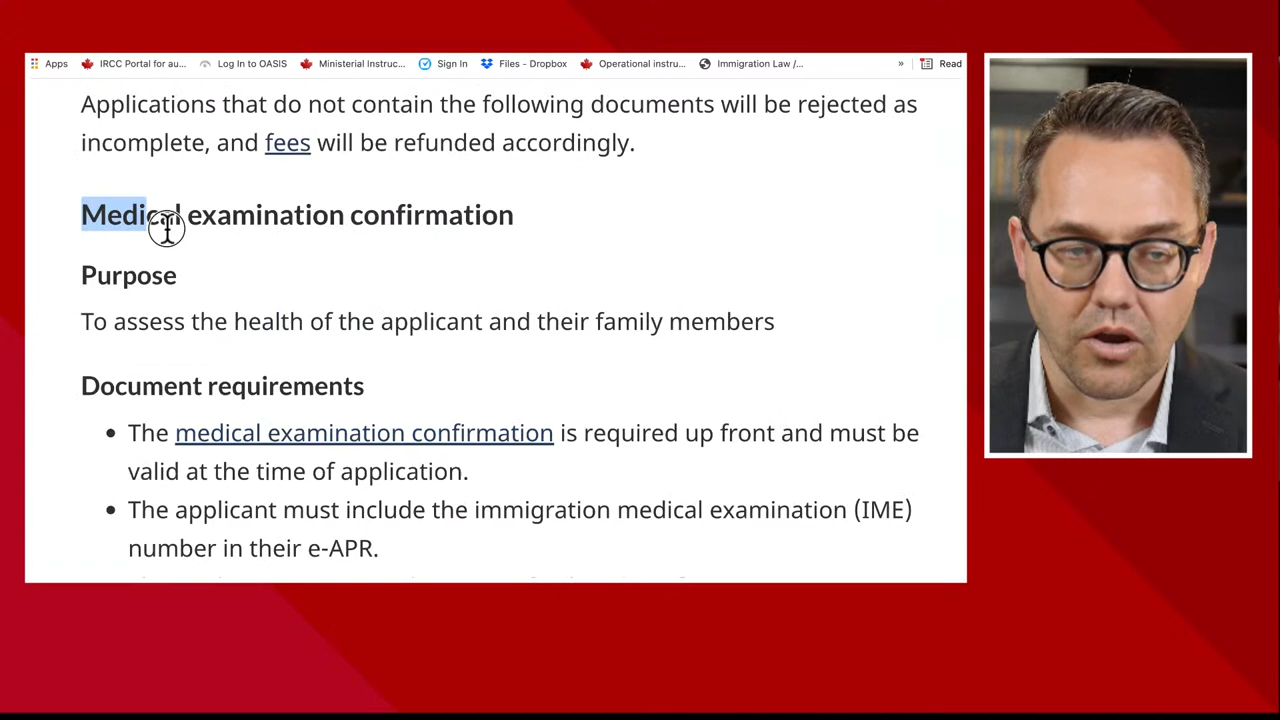 Apps IRCC Portal for au... Log In to OASIS Ministerial Instruc... Sign In Files - Dropbox Operational instru... Immigration Law /... » Read
Applications that do not contain the following documents will be rejected as
incomplete, and fees will be refunded accordingly.
Medical examination confirmation
Purpose
To assess the health of the applicant and their family members
Document requirements
• The medical examination confirmation is required up front and must be
valid at the time of application.
• The applicant must include the immigration medical examination (IME)
number in their e-APR.